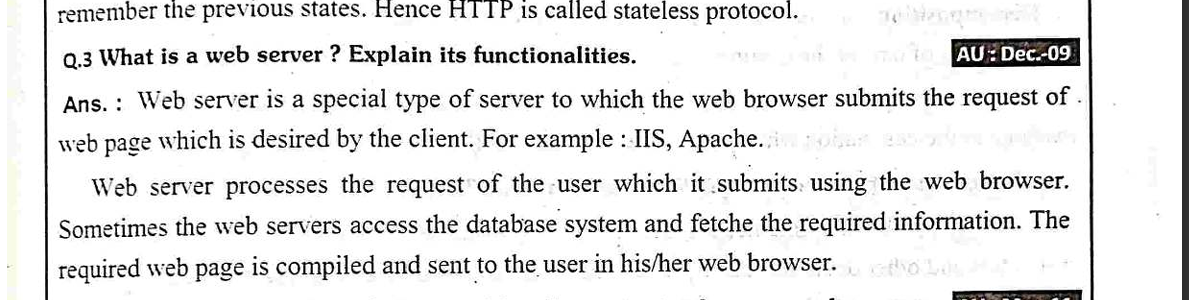 remember the previous states. Hence HTTP is called stateless protocol.
Q.3 What is a web server ? Explain its functionalities. AU : Dec.-09
Ans. : Web server is a special type of server to which the web browser submits the request of
web page which is desired by the client. For example : IIS, Apache.
Web server processes the request of the user which it submits using the web browser.
Sometimes the web servers access the database system and fetche the required information. The
required web page is compiled and sent to the user in his/her web browser.